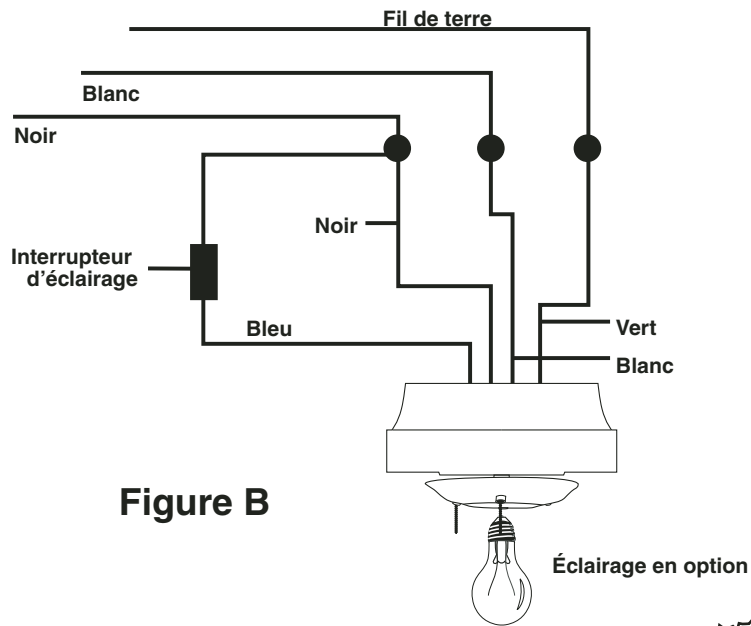 Fil de terre
Blanc
Noir
Noir
Interrupteur
d'éclairage
Bleu
Vert
Blanc
Figure B
Éclairage en option